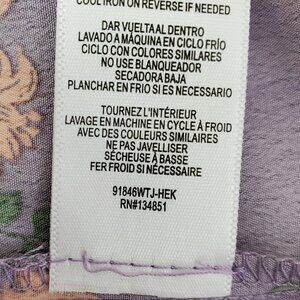 COOL IRON ON REVERSE IF NEEDED
DAR VUELTA AL DENTRO
LAVADO A MÁQUINA EN CICLO FRÍO
CICLO CON COLORES SIMILARES
NO USE BLANQUEADOR
SECADORA BAJA
PLANCHAR EN FRIO SI ES NECESSARIO
TOURNEZ L'INTÉRIEUR
LAVAGE EN MACHINE EN CYCLE À FROID
AVEC DES COULEURS SIMILAIRES
NE PAS JAVELLISER
SÉCHEUSE À BASSE
FER FROID SI NÉCESSAIRE
91846WTJ-HEK
RN#134851